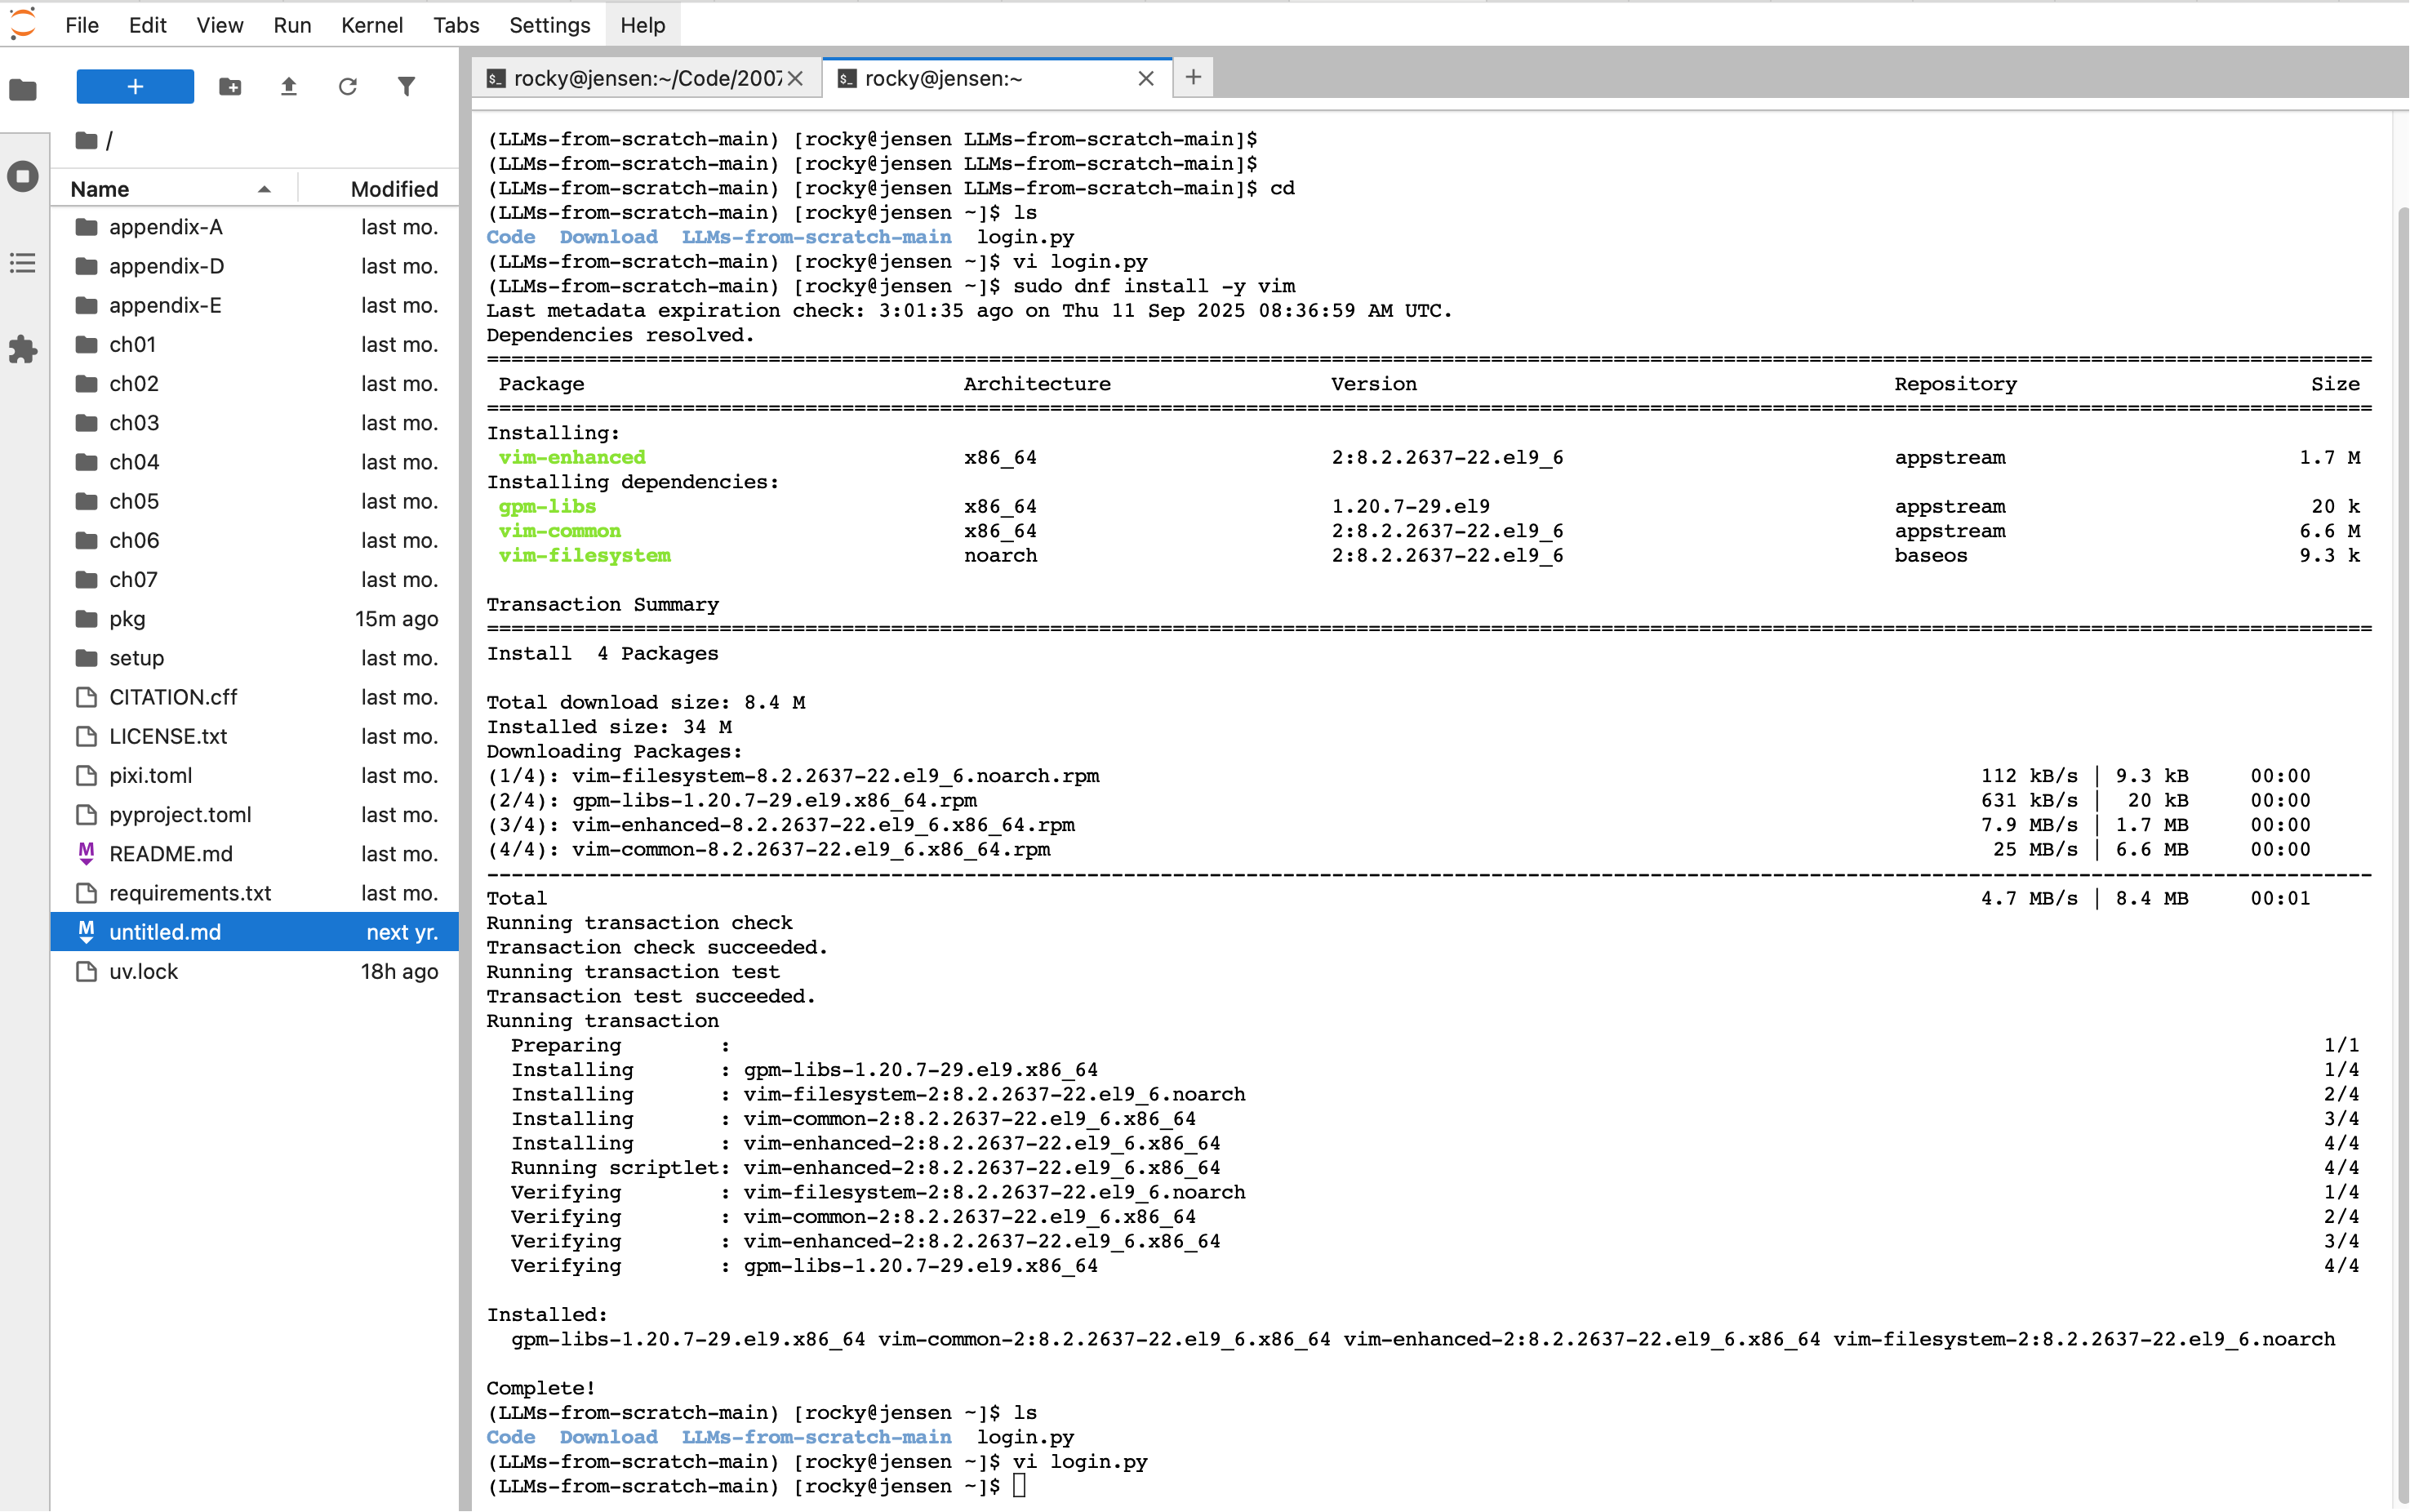 File Edit View Run Kernel Tabs Settings Help
rocky@jensen:~/Code/2007
rocky@jensen:~
/
Name Modified
appendix-A last mo.
appendix-D last mo.
appendix-E last mo.
ch01 last mo.
ch02 last mo.
ch03 last mo.
ch04 last mo.
ch05 last mo.
ch06 last mo.
ch07 last mo.
pkg 15m ago
setup last mo.
CITATION.cff last mo.
LICENSE.txt last mo.
pixi.toml last mo.
pyproject.toml last mo.
README.md last mo.
requirements.txt last mo.
untitled.md next yr.
uv.lock 18h ago
(LLMs-from-scratch-main) [rocky@jensen LLMs-from-scratch-main]$
(LLMs-from-scratch-main) [rocky@jensen LLMs-from-scratch-main]$
(LLMs-from-scratch-main) [rocky@jensen LLMs-from-scratch-main]$ cd
(LLMs-from-scratch-main) [rocky@jensen ~]$ ls
Code Download LLMs-from-scratch-main login.py
(LLMs-from-scratch-main) [rocky@jensen ~]$ vi login.py
(LLMs-from-scratch-main) [rocky@jensen ~]$ sudo dnf install -y vim
Last metadata expiration check: 3:01:35 ago on Thu 11 Sep 2025 08:36:59 AM UTC.
Dependencies resolved.
Package Architecture Version Repository Size
Installing:
vim-enhanced x86_64 2:8.2.2637-22.el9_6 appstream 1.7 M
Installing dependencies:
gpm-libs x86_64 1.20.7-29.el9 appstream 20 k
vim-common x86_64 2:8.2.2637-22.el9_6 appstream 6.6 M
vim-filesystem noarch 2:8.2.2637-22.el9_6 baseos 9.3 k
Transaction Summary
Install 4 Packages
Total download size: 8.4 M
Installed size: 34 M
Downloading Packages:
(1/4): vim-filesystem-8.2.2637-22.el9_6.noarch.rpm 112 kB/s | 9.3 kB 00:00
(2/4): gpm-libs-1.20.7-29.el9.x86_64.rpm 631 kB/s | 20 kB 00:00
(3/4): vim-enhanced-8.2.2637-22.el9_6.x86_64.rpm 7.9 MB/s | 1.7 MB 00:00
(4/4): vim-common-8.2.2637-22.el9_6.x86_64.rpm 25 MB/s | 6.6 MB 00:00
Total 4.7 MB/s | 8.4 MB 00:01
Running transaction check
Transaction check succeeded.
Running transaction test
Transaction test succeeded.
Running transaction
Preparing : 1/1
Installing : gpm-libs-1.20.7-29.el9.x86_64 1/4
Installing : vim-filesystem-2:8.2.2637-22.el9_6.noarch 2/4
Installing : vim-common-2:8.2.2637-22.el9_6.x86_64 3/4
Installing : vim-enhanced-2:8.2.2637-22.el9_6.x86_64 4/4
Running scriptlet: vim-enhanced-2:8.2.2637-22.el9_6.x86_64 4/4
Verifying : vim-filesystem-2:8.2.2637-22.el9_6.noarch 1/4
Verifying : vim-common-2:8.2.2637-22.el9_6.x86_64 2/4
Verifying : vim-enhanced-2:8.2.2637-22.el9_6.x86_64 3/4
Verifying : gpm-libs-1.20.7-29.el9.x86_64 4/4
Installed:
gpm-libs-1.20.7-29.el9.x86_64 vim-common-2:8.2.2637-22.el9_6.x86_64 vim-enhanced-2:8.2.2637-22.el9_6.x86_64 vim-filesystem-2:8.2.2637-22.el9_6.noarch
Complete!
(LLMs-from-scratch-main) [rocky@jensen ~]$ ls
Code Download LLMs-from-scratch-main login.py
(LLMs-from-scratch-main) [rocky@jensen ~]$ vi login.py
(LLMs-from-scratch-main) [rocky@jensen ~]$